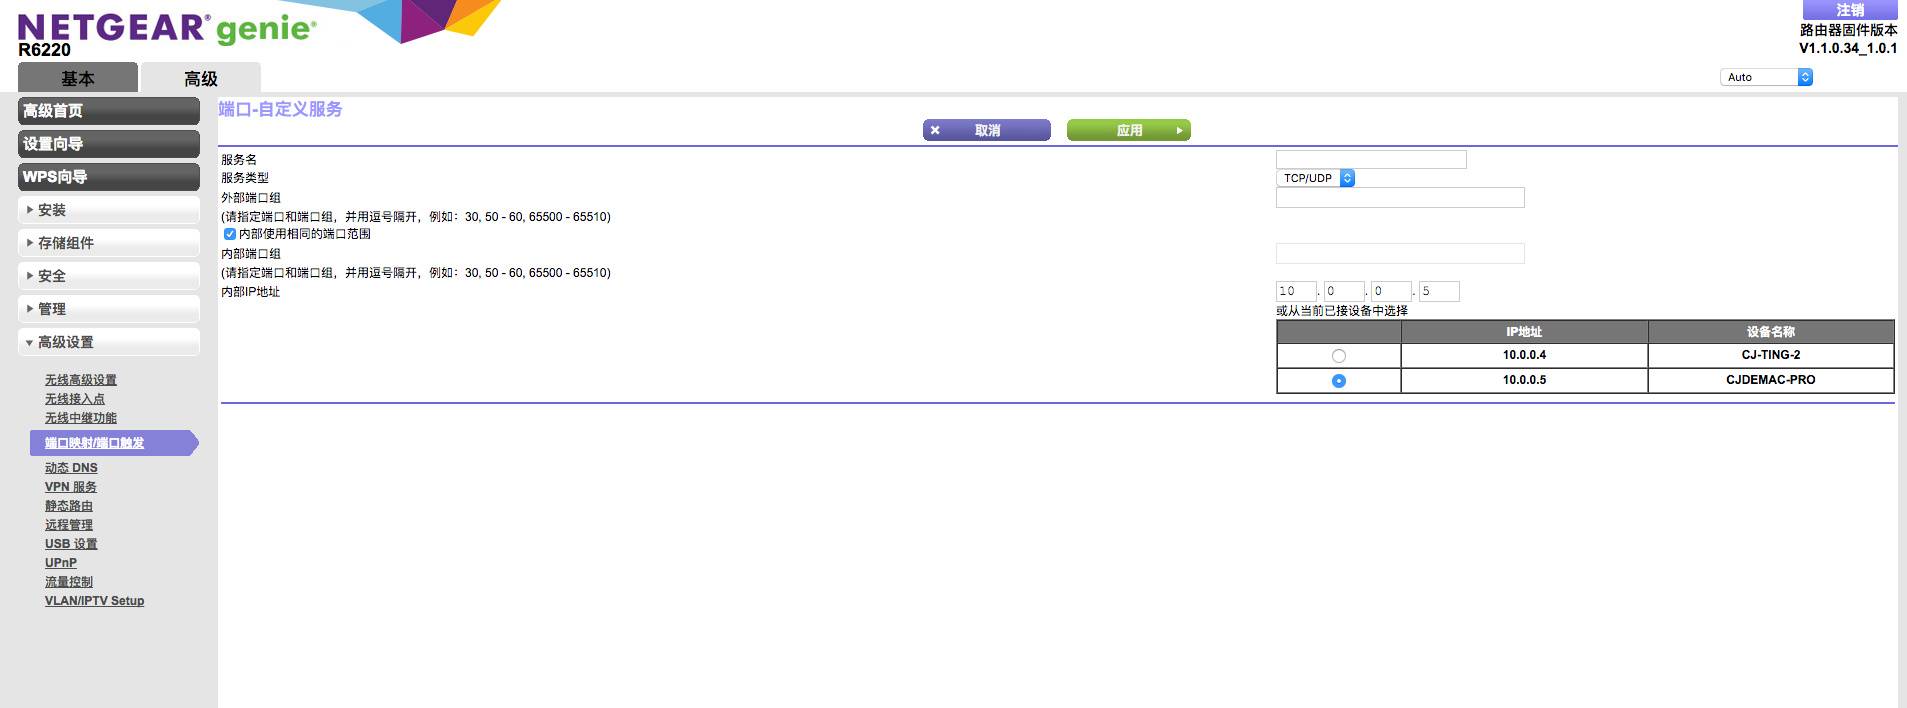 NETGEAR® genie®
R6220
注销
路由器固件版本
V1.1.0.34_1.0.1
基本
高级
Auto
高级首页
设置向导
WPS向导
安装
存储组件
安全
管理
高级设置
无线高级设置
无线接入点
无线中继功能
端口映射/端口触发
动态 DNS
VPN 服务
静态路由
远程管理
USB 设置
UPnP
流量控制
VLAN/IPTV Setup
端口-自定义服务
取消
应用
服务名
服务类型 TCP/UDP
外部端口组
(请指定端口和端口组，并用逗号隔开，例如：30, 50 - 60, 65500 - 65510)
内部使用相同的端口范围
内部端口组
(请指定端口和端口组，并用逗号隔开，例如：30, 50 - 60, 65500 - 65510)
内部IP地址 10 . 0 . 0 . 5
或从当前已接设备中选择
IP地址 设备名称
10.0.0.4 CJ-TING-2
10.0.0.5 CJDEMAC-PRO